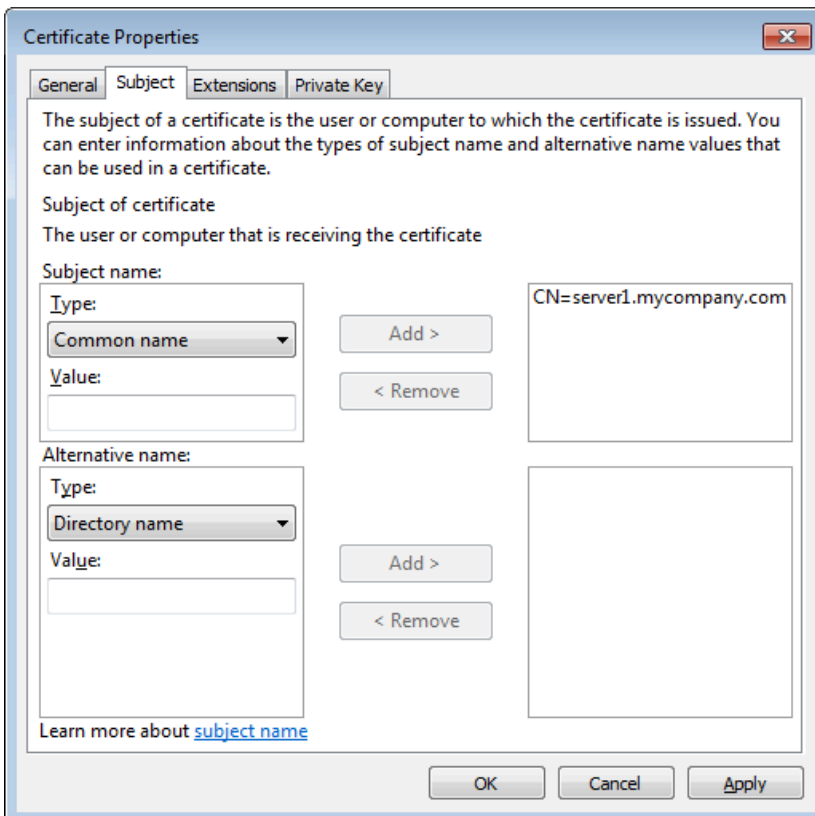 Certificate Properties
General Subject Extensions Private Key
The subject of a certificate is the user or computer to which the certificate is issued. You
can enter information about the types of subject name and alternative name values that
can be used in a certificate.
Subject of certificate
The user or computer that is receiving the certificate
Subject name:
Type:
Common name
Value:
Add >
< Remove
CN=server1.mycompany.com
Alternative name:
Type:
Directory name
Value:
Add >
< Remove
Learn more about subject name
OK Cancel Apply